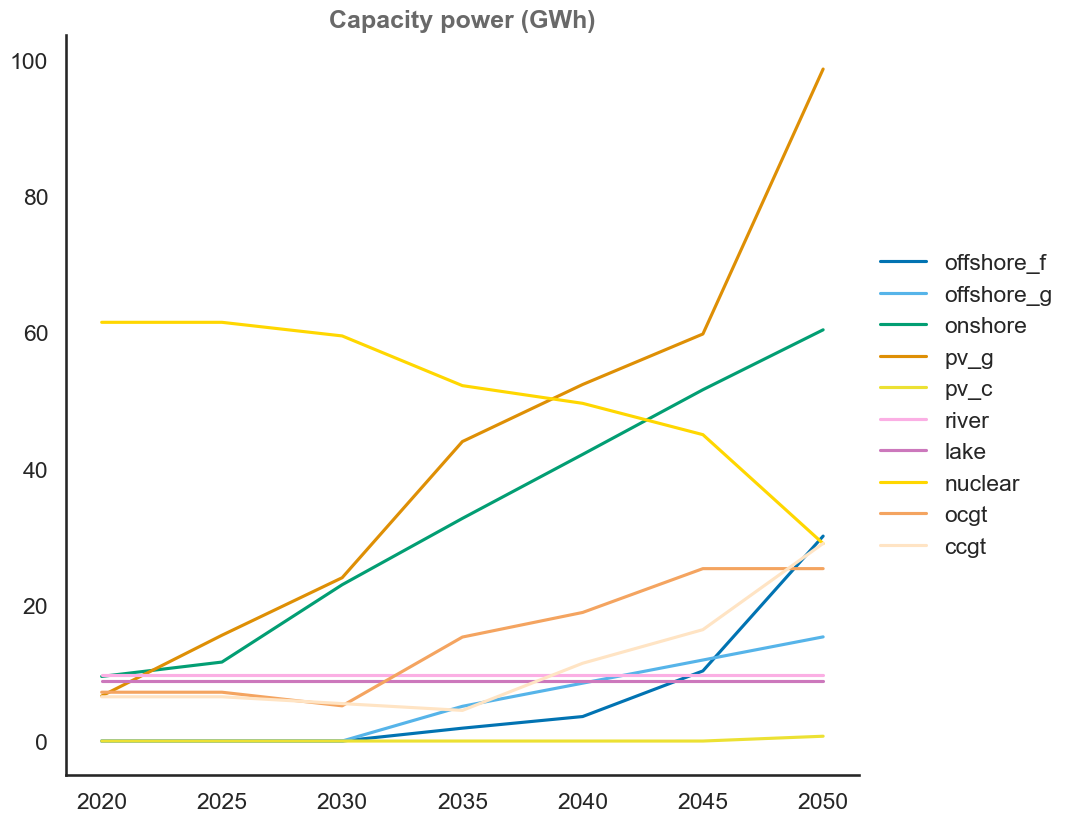 Capacity power (GWh)
100
80
60
40
20
0
2020 2025 2030 2035 2040 2045 2050
offshore_f
offshore_g
onshore
pv_g
pv_c
river
lake
nuclear
ocgt
ccgt